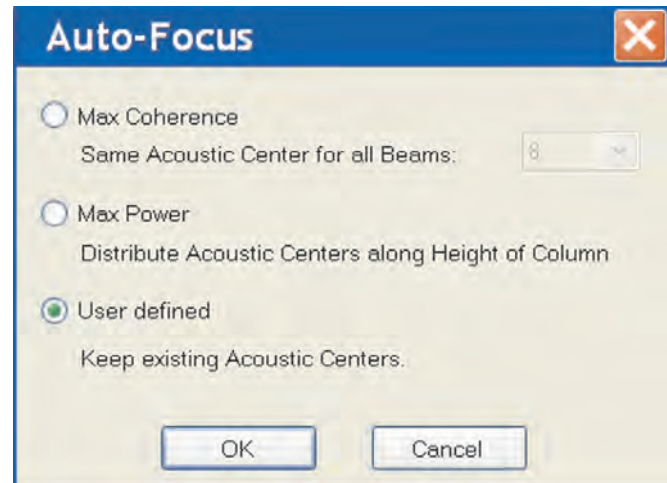 Auto-Focus
Max Coherence
Same Acoustic Center for all Beams: 8
Max Power
Distribute Acoustic Centers along Height of Column
User defined
Keep existing Acoustic Centers.
OK Cancel